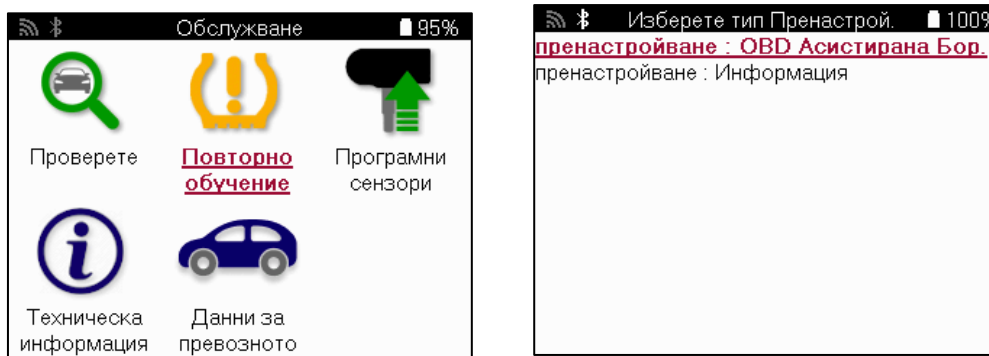 Обслужване 95%
Проверете
Повторно
обучение
Програмни
сензори
Техническа
информация
Данни за
превозното
Изберете тип Пренастрой. 100%
пренастройване : OBD Асистирана Бор.
пренастройване : Информация